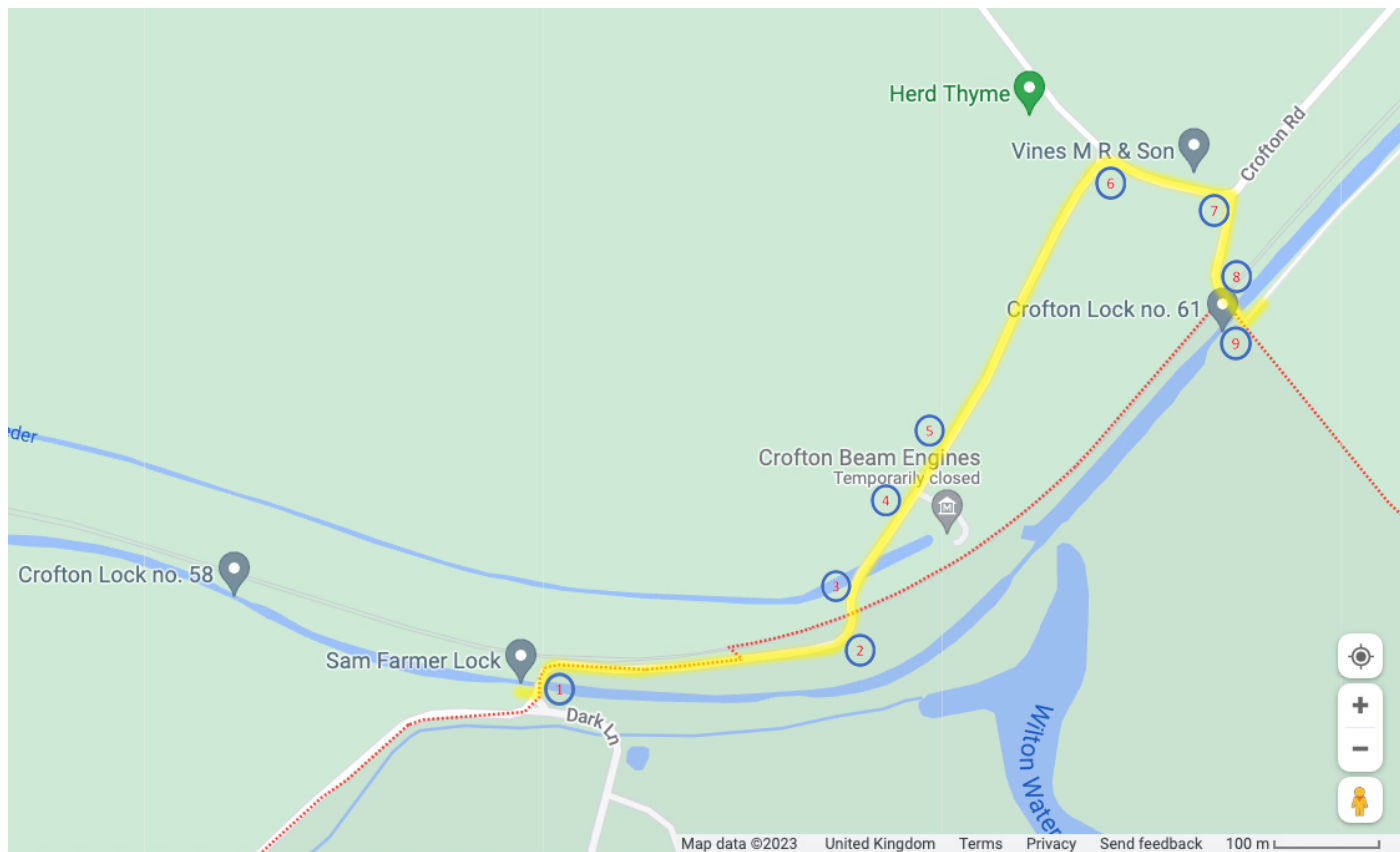 Herd Thyme
Vines M R & Son
Crofton Rd
6
7
8
Crofton Lock no. 61
9
5
Crofton Beam Engines
Temporarily closed
M
4
eder
Crofton Lock no. 58
3
2
Sam Farmer Lock
1
Dark Ln
Wilton Water
+
−
Map data ©2023 United Kingdom Terms Privacy Send feedback 100 m